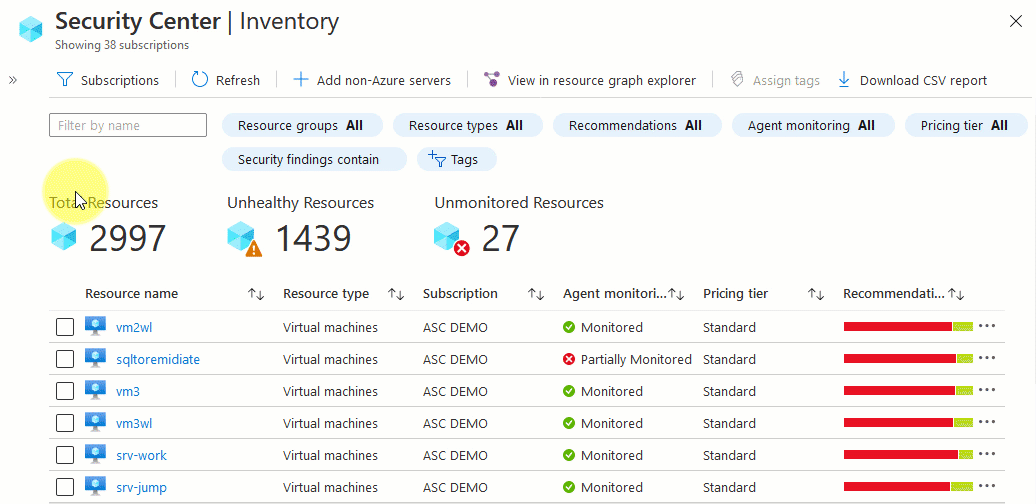 Security Center | Inventory
Showing 38 subscriptions
» Subscriptions Refresh Add non-Azure servers View in resource graph explorer Assign tags Download CSV report
Filter by name Resource groups All Resource types All Recommendations All Agent monitoring All Pricing tier All
Security findings contain Tags
Total Resources Unhealthy Resources Unmonitored Resources
2997 1439 27
Resource name Resource type Subscription Agent monitori... Pricing tier Recommendati...
vm2wl Virtual machines ASC DEMO Monitored Standard
sqltoremidiate Virtual machines ASC DEMO Partially Monitored Standard
vm3 Virtual machines ASC DEMO Monitored Standard
vm3wl Virtual machines ASC DEMO Monitored Standard
srv-work Virtual machines ASC DEMO Monitored Standard
srv-jump Virtual machines ASC DEMO Monitored Standard